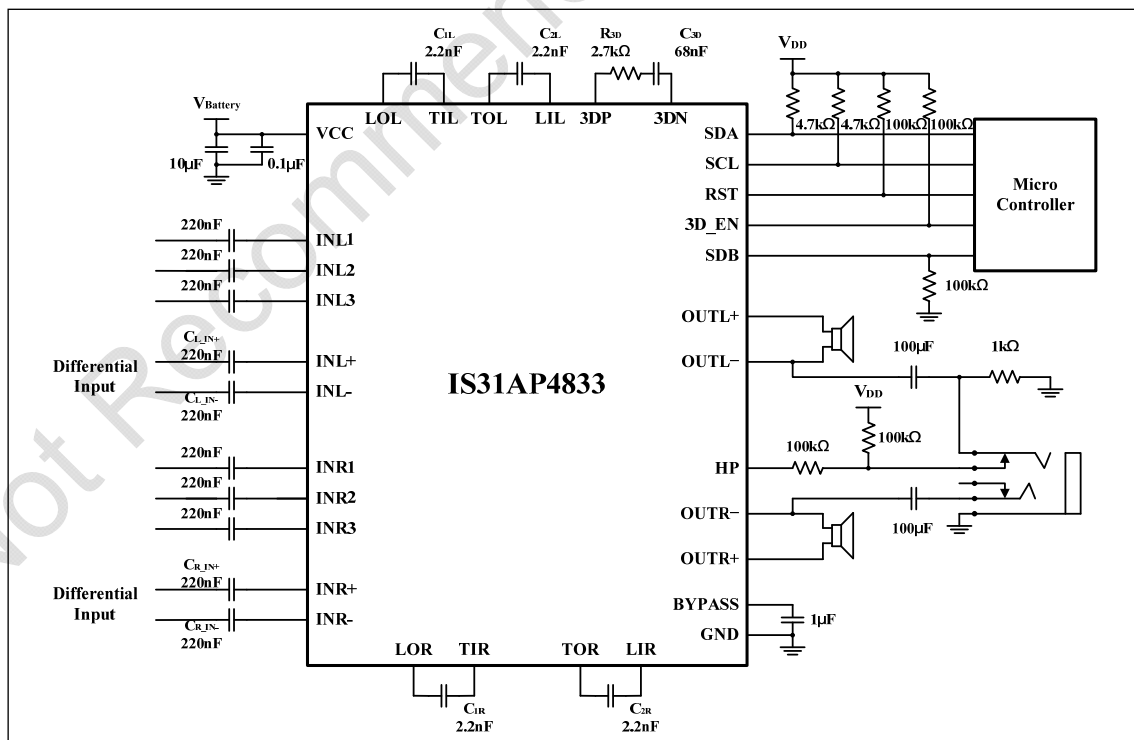 Not Recommen
C1L
2.2nF
C2L
2.2nF
R3D
2.7kΩ
C3D
68nF
VDD
VBattery
10μF
0.1μF
VCC
LOL TIL TOL LIL 3DP 3DN
4.7kΩ 4.7kΩ 100kΩ 100kΩ
SDA
SCL
RST
3D_EN
SDB
Micro
Controller
100kΩ
220nF
INL1
220nF
INL2
220nF
INL3
Differential
Input
CL_IN+
220nF
INL+
INL-
CL_IN-
220nF
IS31AP4833
OUTL+
OUTL−
100μF
1kΩ
VDD
100kΩ
100kΩ
HP
OUTR−
100μF
OUTR+
220nF
INR1
220nF
INR2
220nF
INR3
Differential
Input
CR_IN+
220nF
INR+
INR-
CR_IN-
220nF
BYPASS
GND
1μF
LOR TIR TOR LIR
C1R
2.2nF
C2R
2.2nF